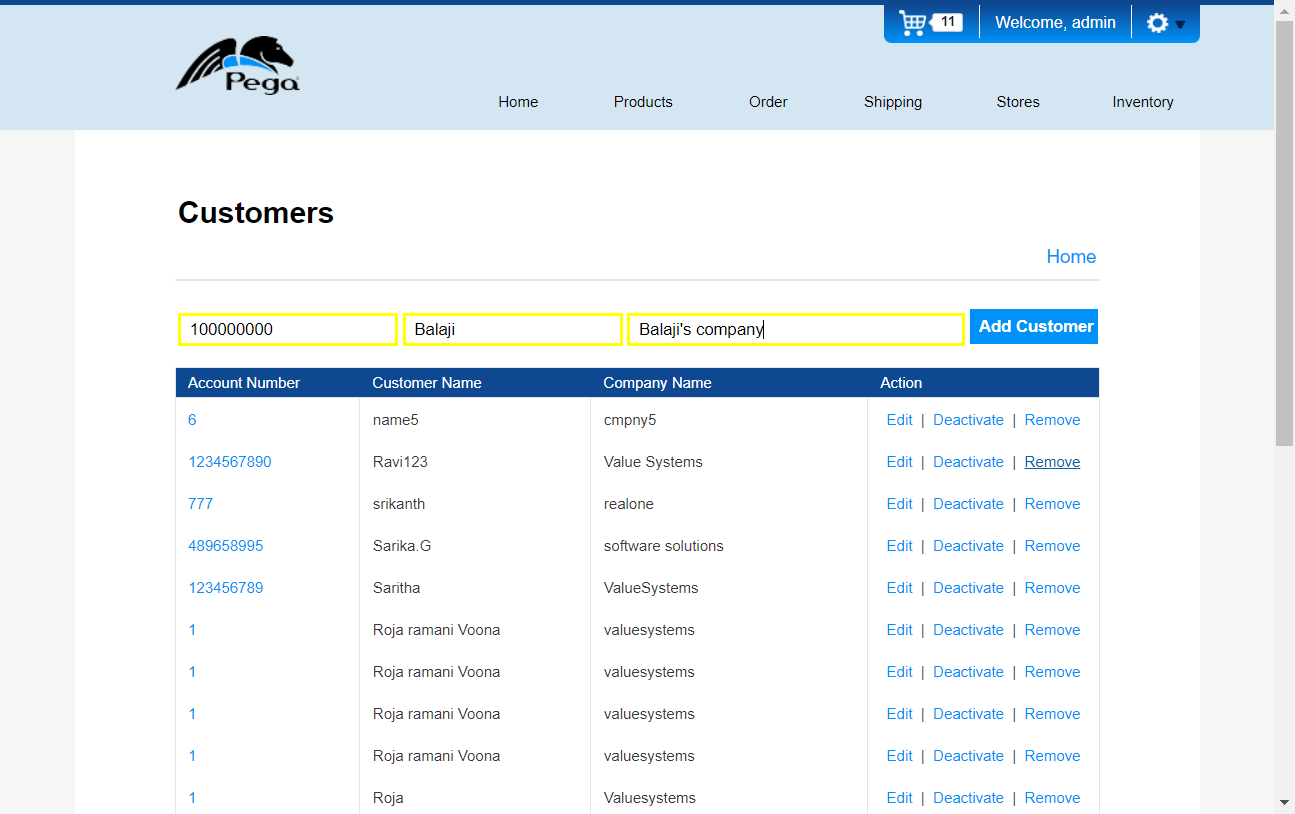 11 Welcome, admin
Pega
Home Products Order Shipping Stores Inventory
Customers
Home
100000000 Balaji Balaji's company Add Customer
Account Number Customer Name Company Name Action
6 name5 cmpny5 Edit | Deactivate | Remove
1234567890 Ravi123 Value Systems Edit | Deactivate | Remove
777 srikanth realone Edit | Deactivate | Remove
489658995 Sarika.G software solutions Edit | Deactivate | Remove
123456789 Saritha ValueSystems Edit | Deactivate | Remove
1 Roja ramani Voona valuesystems Edit | Deactivate | Remove
1 Roja ramani Voona valuesystems Edit | Deactivate | Remove
1 Roja ramani Voona valuesystems Edit | Deactivate | Remove
1 Roja ramani Voona valuesystems Edit | Deactivate | Remove
1 Roja Valuesystems Edit | Deactivate | Remove